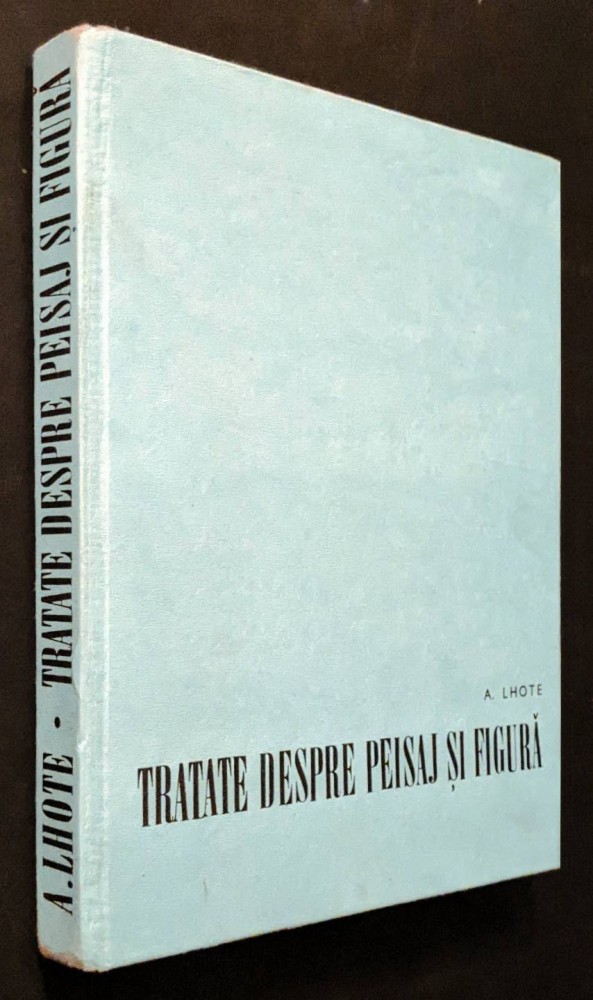 A. LHOTE • TRATATE DESPRE PEISAJ ȘI FIGURĂ
A. LHOTE
TRATATE DESPRE PEISAJ ȘI FIGURĂ